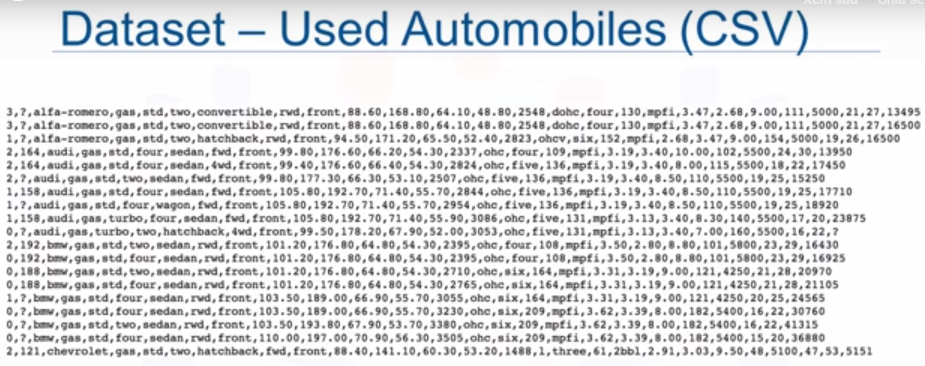 Dataset – Used Automobiles (CSV)
3,?,alfa-romero,gas,std,two,convertible,rwd,front,88.60,168.80,64.10,48.80,2548,dohc,four,130,mpfi,3.47,2.68,9.00,111,5000,21,27,13495
3,?,alfa-romero,gas,std,two,convertible,rwd,front,88.60,168.80,64.10,48.80,2548,dohc,four,130,mpfi,3.47,2.68,9.00,111,5000,21,27,16500
1,?,alfa-romero,gas,std,two,hatchback,rwd,front,94.50,171.20,65.50,52.40,2823,ohcv,six,152,mpfi,2.68,3.47,9.00,154,5000,19,26,16500
2,164,audi,gas,std,four,sedan,fwd,front,99.80,176.60,66.20,54.30,2337,ohc,four,109,mpfi,3.19,3.40,10.00,102,5500,24,30,13950
2,164,audi,gas,std,four,sedan,4wd,front,99.40,176.60,66.40,54.30,2824,ohc,five,136,mpfi,3.19,3.40,8.00,115,5500,18,22,17450
2,?,audi,gas,std,two,sedan,fwd,front,99.80,177.30,66.30,53.10,2507,ohc,five,136,mpfi,3.19,3.40,8.50,110,5500,19,25,15250
1,158,audi,gas,std,four,sedan,fwd,front,105.80,192.70,71.40,55.70,2844,ohc,five,136,mpfi,3.19,3.40,8.50,110,5500,19,25,17710
1,?,audi,gas,std,four,wagon,fwd,front,105.80,192.70,71.40,55.70,2954,ohc,five,136,mpfi,3.19,3.40,8.50,110,5500,19,25,18920
1,158,audi,gas,turbo,four,sedan,fwd,front,105.80,192.70,71.40,55.90,3086,ohc,five,131,mpfi,3.13,3.40,8.30,140,5500,17,20,23875
0,?,audi,gas,turbo,two,hatchback,4wd,front,99.50,178.20,67.90,52.00,3053,ohc,five,131,mpfi,3.13,3.40,7.00,160,5500,16,22,?
2,192,bmw,gas,std,two,sedan,rwd,front,101.20,176.80,64.80,54.30,2395,ohc,four,108,mpfi,3.50,2.80,8.80,101,5800,23,29,16430
0,192,bmw,gas,std,four,sedan,rwd,front,101.20,176.80,64.80,54.30,2395,ohc,four,108,mpfi,3.50,2.80,8.80,101,5800,23,29,16925
0,188,bmw,gas,std,two,sedan,rwd,front,101.20,176.80,64.80,54.30,2710,ohc,six,164,mpfi,3.31,3.19,9.00,121,4250,21,28,20970
0,188,bmw,gas,std,four,sedan,rwd,front,101.20,176.80,64.80,54.30,2765,ohc,six,164,mpfi,3.31,3.19,9.00,121,4250,21,28,21105
1,?,bmw,gas,std,four,sedan,rwd,front,103.50,189.00,66.90,55.70,3055,ohc,six,164,mpfi,3.31,3.19,9.00,121,4250,20,25,24565
0,?,bmw,gas,std,four,sedan,rwd,front,103.50,189.00,66.90,55.70,3230,ohc,six,209,mpfi,3.62,3.39,8.00,182,5400,16,22,30760
0,?,bmw,gas,std,two,sedan,rwd,front,103.50,193.80,67.90,53.70,3380,ohc,six,209,mpfi,3.62,3.39,8.00,182,5400,16,22,41315
0,?,bmw,gas,std,four,sedan,rwd,front,110.00,197.00,70.90,56.30,3505,ohc,six,209,mpfi,3.62,3.39,8.00,182,5400,15,20,36880
2,121,chevrolet,gas,std,two,hatchback,fwd,front,88.40,141.10,60.30,53.20,1488,l,three,61,2bbl,2.91,3.03,9.50,48,5100,47,53,5151